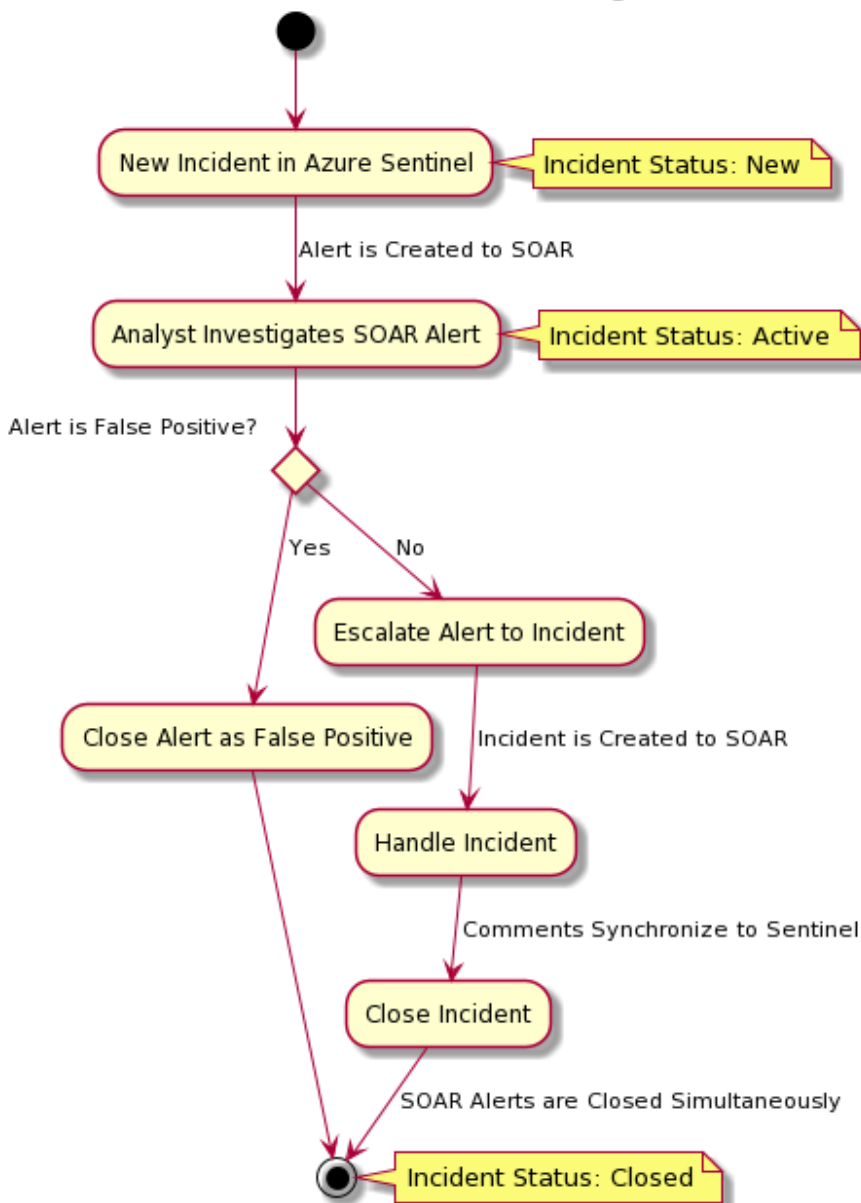 New Incident in Azure Sentinel
Incident Status: New
Alert is Created to SOAR
Analyst Investigates SOAR Alert
Incident Status: Active
Alert is False Positive?
Yes
No
Escalate Alert to Incident
Close Alert as False Positive
Incident is Created to SOAR
Handle Incident
Comments Synchronize to Sentinel
Close Incident
SOAR Alerts are Closed Simultaneously
Incident Status: Closed